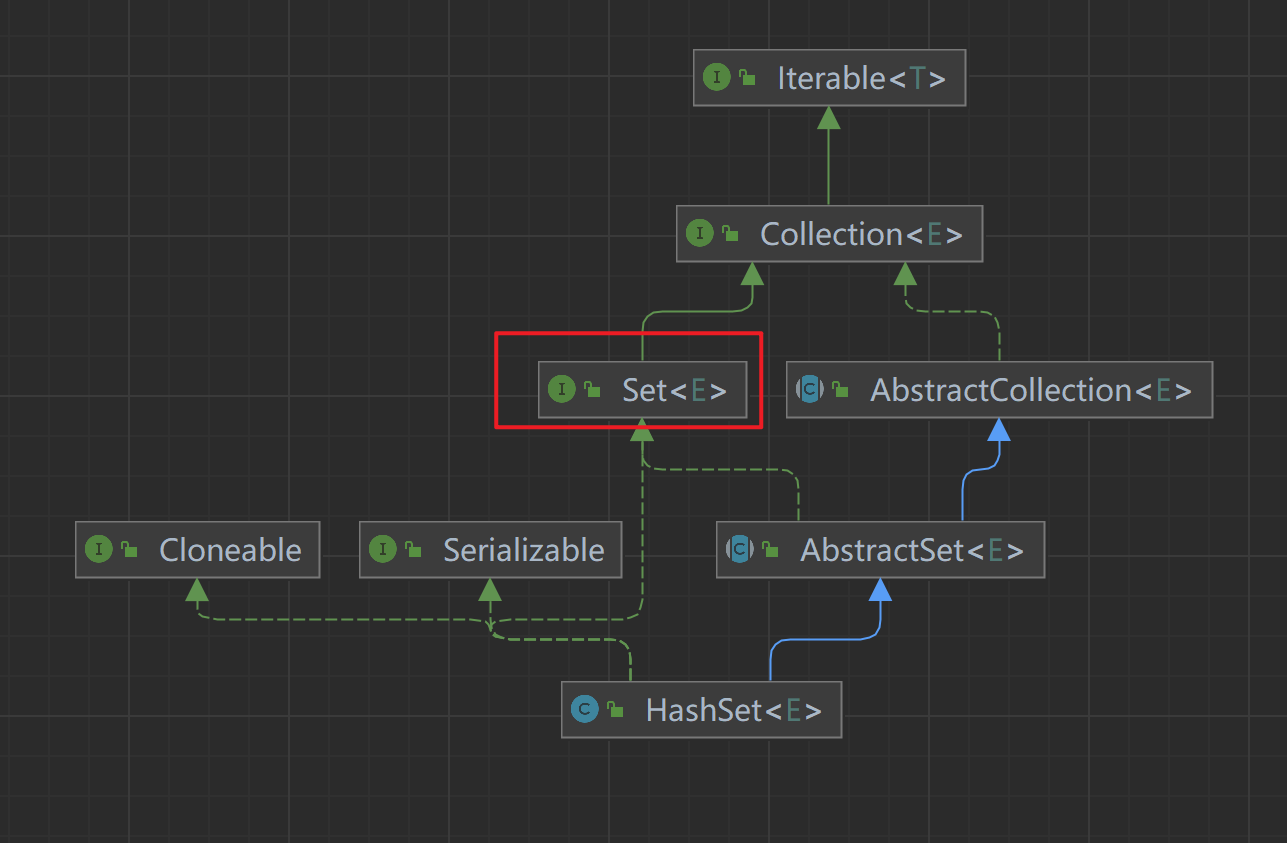 I Iterable<T>
I Collection<E>
I Set<E>
C AbstractCollection<E>
I Cloneable
I Serializable
C AbstractSet<E>
C HashSet<E>